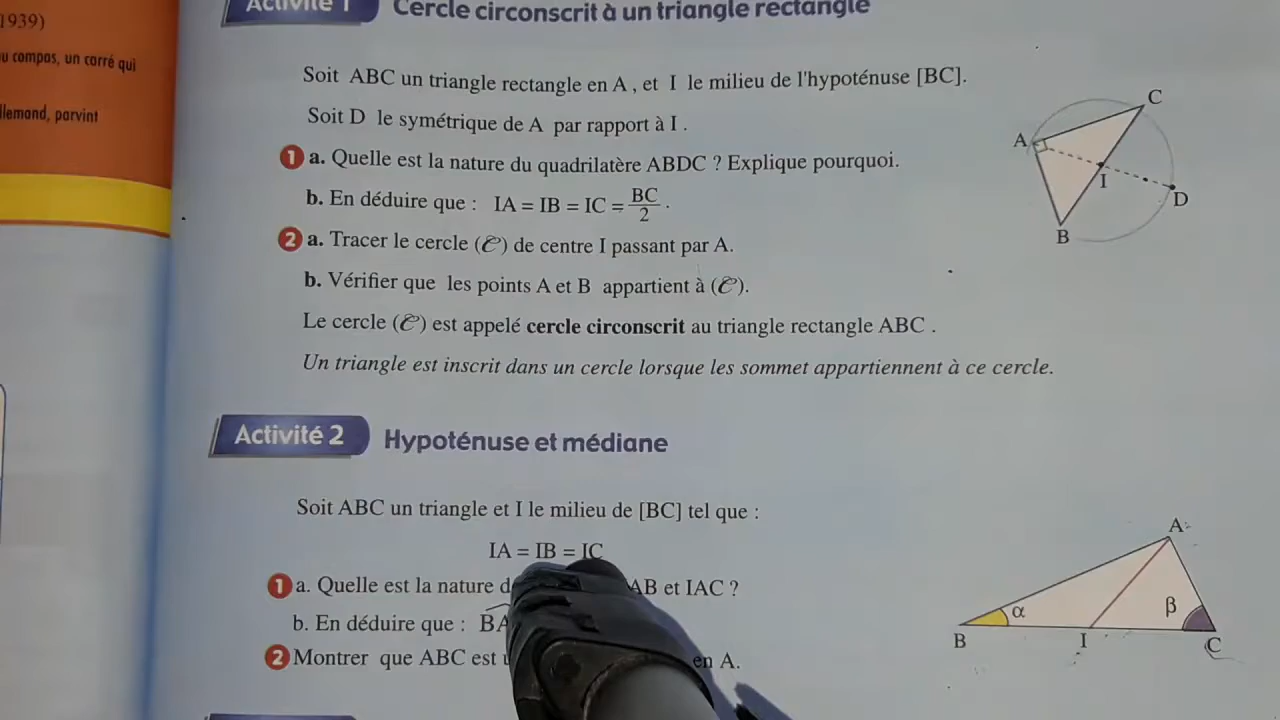 1939)
u compas, un carré qui
llemand, parvint
Activité 1 Cercle circonscrit à un triangle rectangle
Soit ABC un triangle rectangle en A , et I le milieu de l'hypoténuse [BC].
Soit D le symétrique de A par rapport à I .
1 a. Quelle est la nature du quadrilatère ABDC ? Explique pourquoi.
b. En déduire que : IA = IB = IC = BC/2 .
2 a. Tracer le cercle (𝒞) de centre I passant par A.
b. Vérifier que les points A et B appartient à (𝒞).
Le cercle (𝒞) est appelé cercle circonscrit au triangle rectangle ABC .
Un triangle est inscrit dans un cercle lorsque les sommet appartiennent à ce cercle.
C
A
I
D
B
Activité 2 Hypoténuse et médiane
Soit ABC un triangle et I le milieu de [BC] tel que :
IA = IB = IC
1 a. Quelle est la nature AB et IAC ?
b. En déduire que :
2 Montrer que ABC est en A.
A
α
β
B
I
C